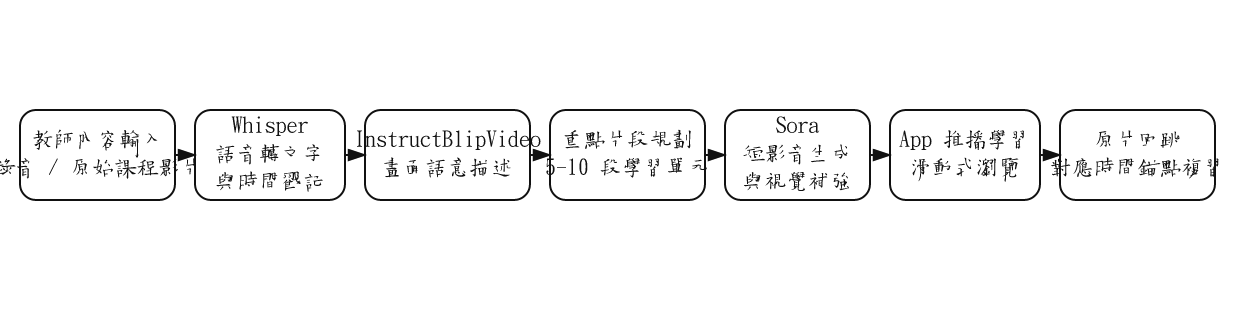 教師內容輸入
錄音 / 原始課程影片
Whisper
語音轉文字
與時間戳記
InstructBlipVideo
畫面語意描述
重點片段規劃
5-10 段學習單元
Sora
短影音生成
與視覺補強
App 推播學習
滑動式瀏覽
原片回跳
對應時間錨點複習